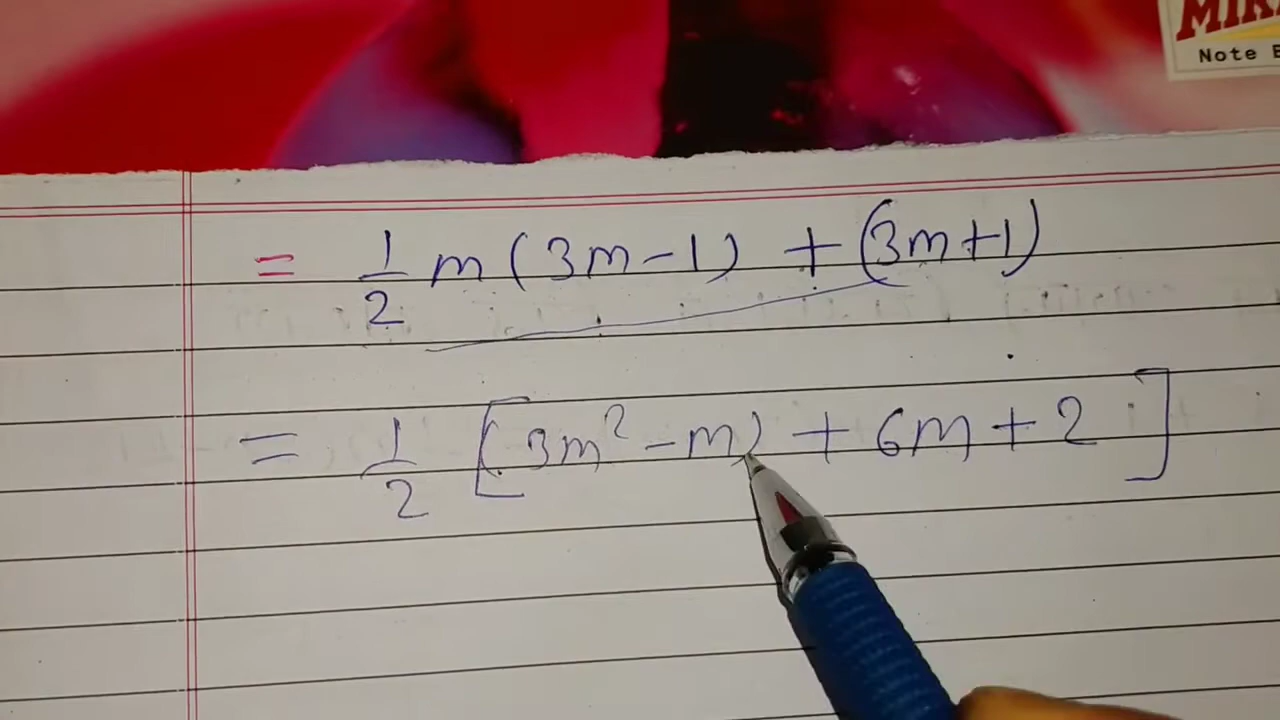 Note
= 1/2 m (3m-1) + (3m+1)
= 1/2 [(3m² - m) + 6m + 2]